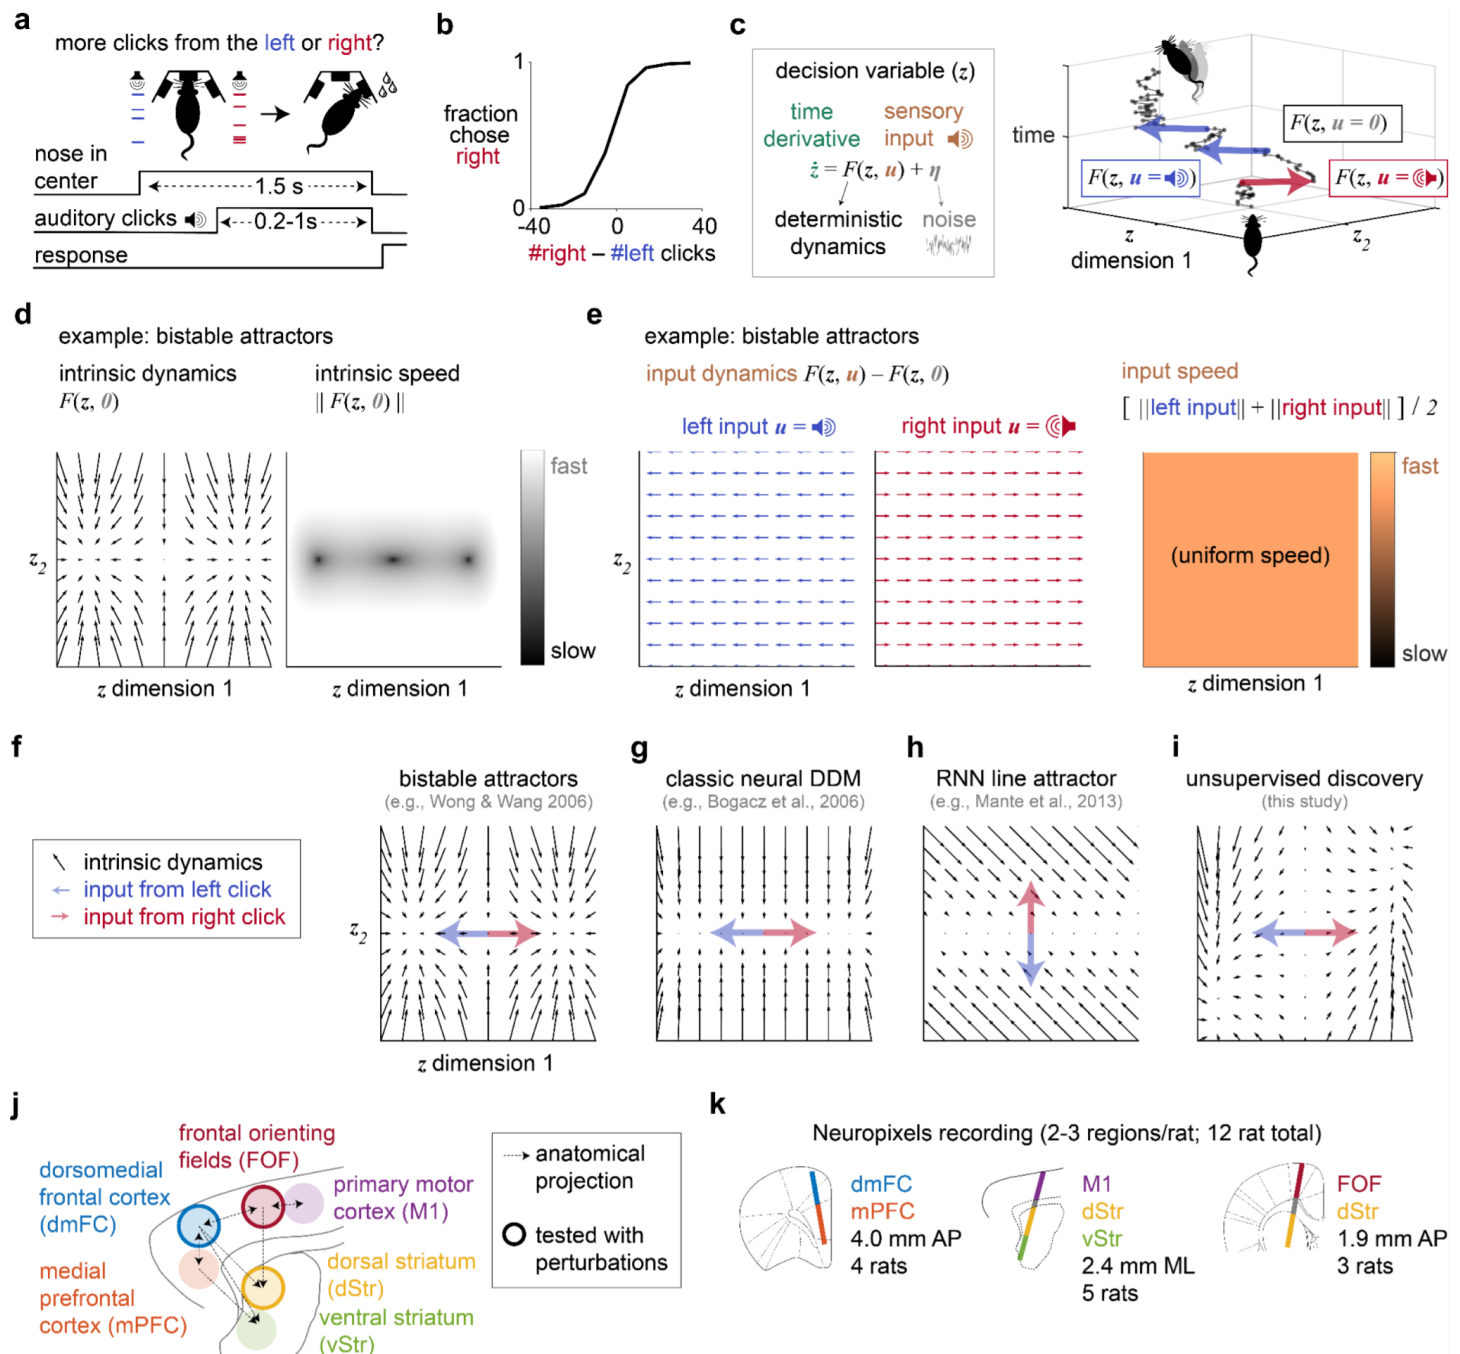 a
more clicks from the left or right?
nose in
center
1.5 s
auditory clicks
0.2-1s
response
b
1
fraction
chose
right
0
-40
0
40
#right – #left clicks
c
decision variable (z)
time
derivative
sensory
input
ż = F(z, u) + η
deterministic
dynamics
noise
time
F(z, u = 0)
F(z, u = )
F(z, u = )
z
dimension 1
z2
d
example: bistable attractors
intrinsic dynamics
F(z, 0)
intrinsic speed
|| F(z, 0) ||
z2
fast
slow
z dimension 1
z dimension 1
e
example: bistable attractors
input dynamics F(z, u) – F(z, 0)
left input u =
right input u =
z2
z dimension 1
input speed
[ ||left input|| + ||right input|| ] / 2
(uniform speed)
fast
slow
z dimension 1
f
intrinsic dynamics
input from left click
input from right click
bistable attractors
(e.g., Wong & Wang 2006)
z2
z dimension 1
g
classic neural DDM
(e.g., Bogacz et al., 2006)
h
RNN line attractor
(e.g., Mante et al., 2013)
i
unsupervised discovery
(this study)
j
frontal orienting
fields (FOF)
dorsomedial
frontal cortex
(dmFC)
primary motor
cortex (M1)
medial
prefrontal
cortex (mPFC)
dorsal striatum
(dStr)
ventral striatum
(vStr)
anatomical
projection
tested with
perturbations
k
Neuropixels recording (2-3 regions/rat; 12 rat total)
dmFC
mPFC
4.0 mm AP
4 rats
M1
dStr
vStr
2.4 mm ML
5 rats
FOF
dStr
1.9 mm AP
3 rats